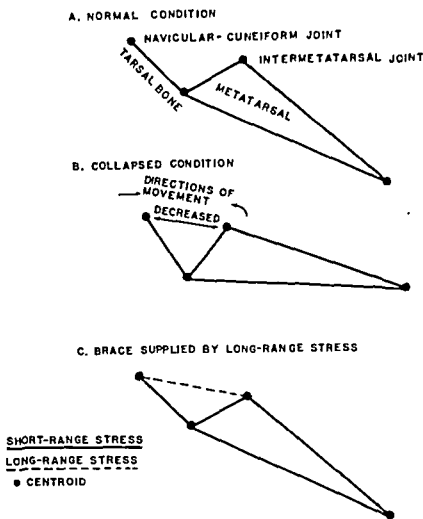 A. NORMAL CONDITION
NAVICULAR-CUNEIFORM JOINT
INTERMETATARSAL JOINT
TARSAL BONE
METATARSAL
B. COLLAPSED CONDITION
DIRECTIONS OF
MOVEMENT
DECREASED
C. BRACE SUPPLIED BY LONG-RANGE STRESS
SHORT-RANGE STRESS
LONG-RANGE STRESS
CENTROID